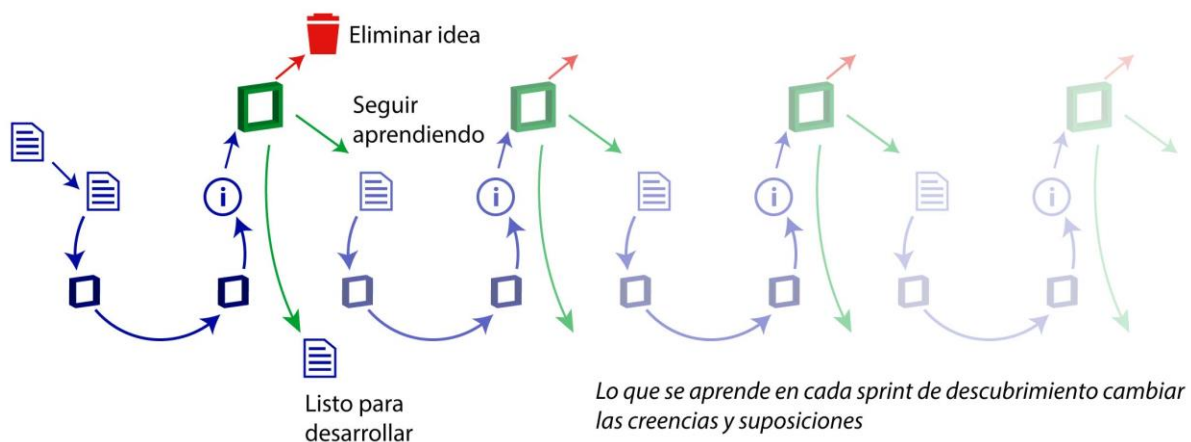 Eliminar idea
Seguir
aprendiendo
i
i
i
i
Listo para
desarrollar
Lo que se aprende en cada sprint de descubrimiento cambiar
las creencias y suposiciones